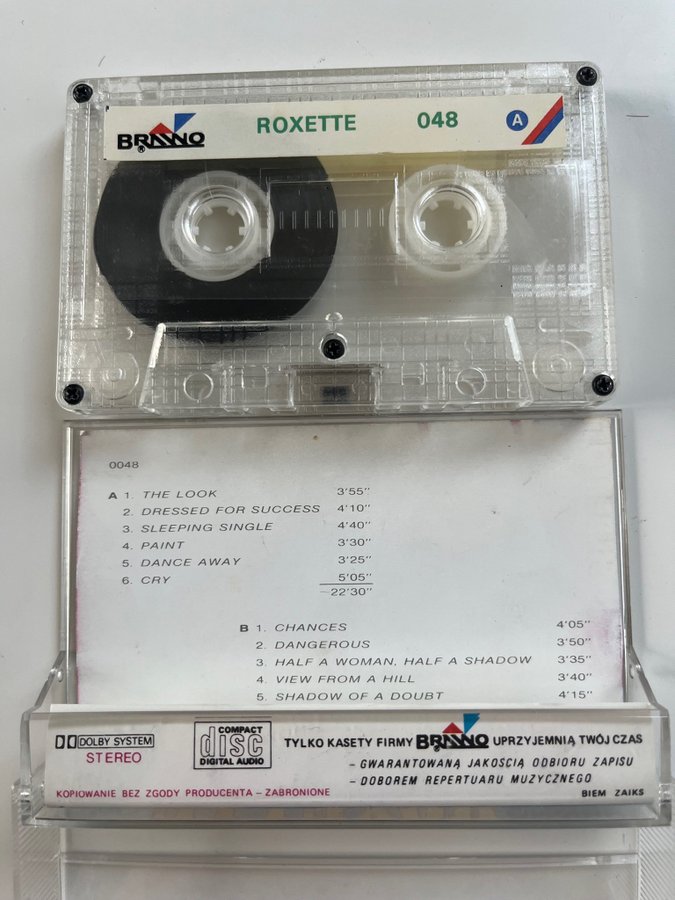 BRAWO ROXETTE 048 A
®
0048
A 1. THE LOOK 3'55"
2. DRESSED FOR SUCCESS 4'10"
3. SLEEPING SINGLE 4'40"
4. PAINT 3'30"
5. DANCE AWAY 3'25"
6. CRY 5'05"
22'30"
B 1. CHANCES 4'05"
2. DANGEROUS 3'50"
3. HALF A WOMAN, HALF A SHADOW 3'35"
4. VIEW FROM A HILL 3'40"
5. SHADOW OF A DOUBT 4'15"
DOLBY SYSTEM
STEREO
COMPACT
disc
DIGITAL AUDIO
TYLKO KASETY FIRMY BRAWO UPRZYJEMNIĄ TWÓJ CZAS
- GWARANTOWANĄ JAKOŚCIĄ ODBIORU ZAPISU
- DOBOREM REPERTUARU MUZYCZNEGO
KOPIOWANIE BEZ ZGODY PRODUCENTA - ZABRONIONE
BIEM ZAIKS